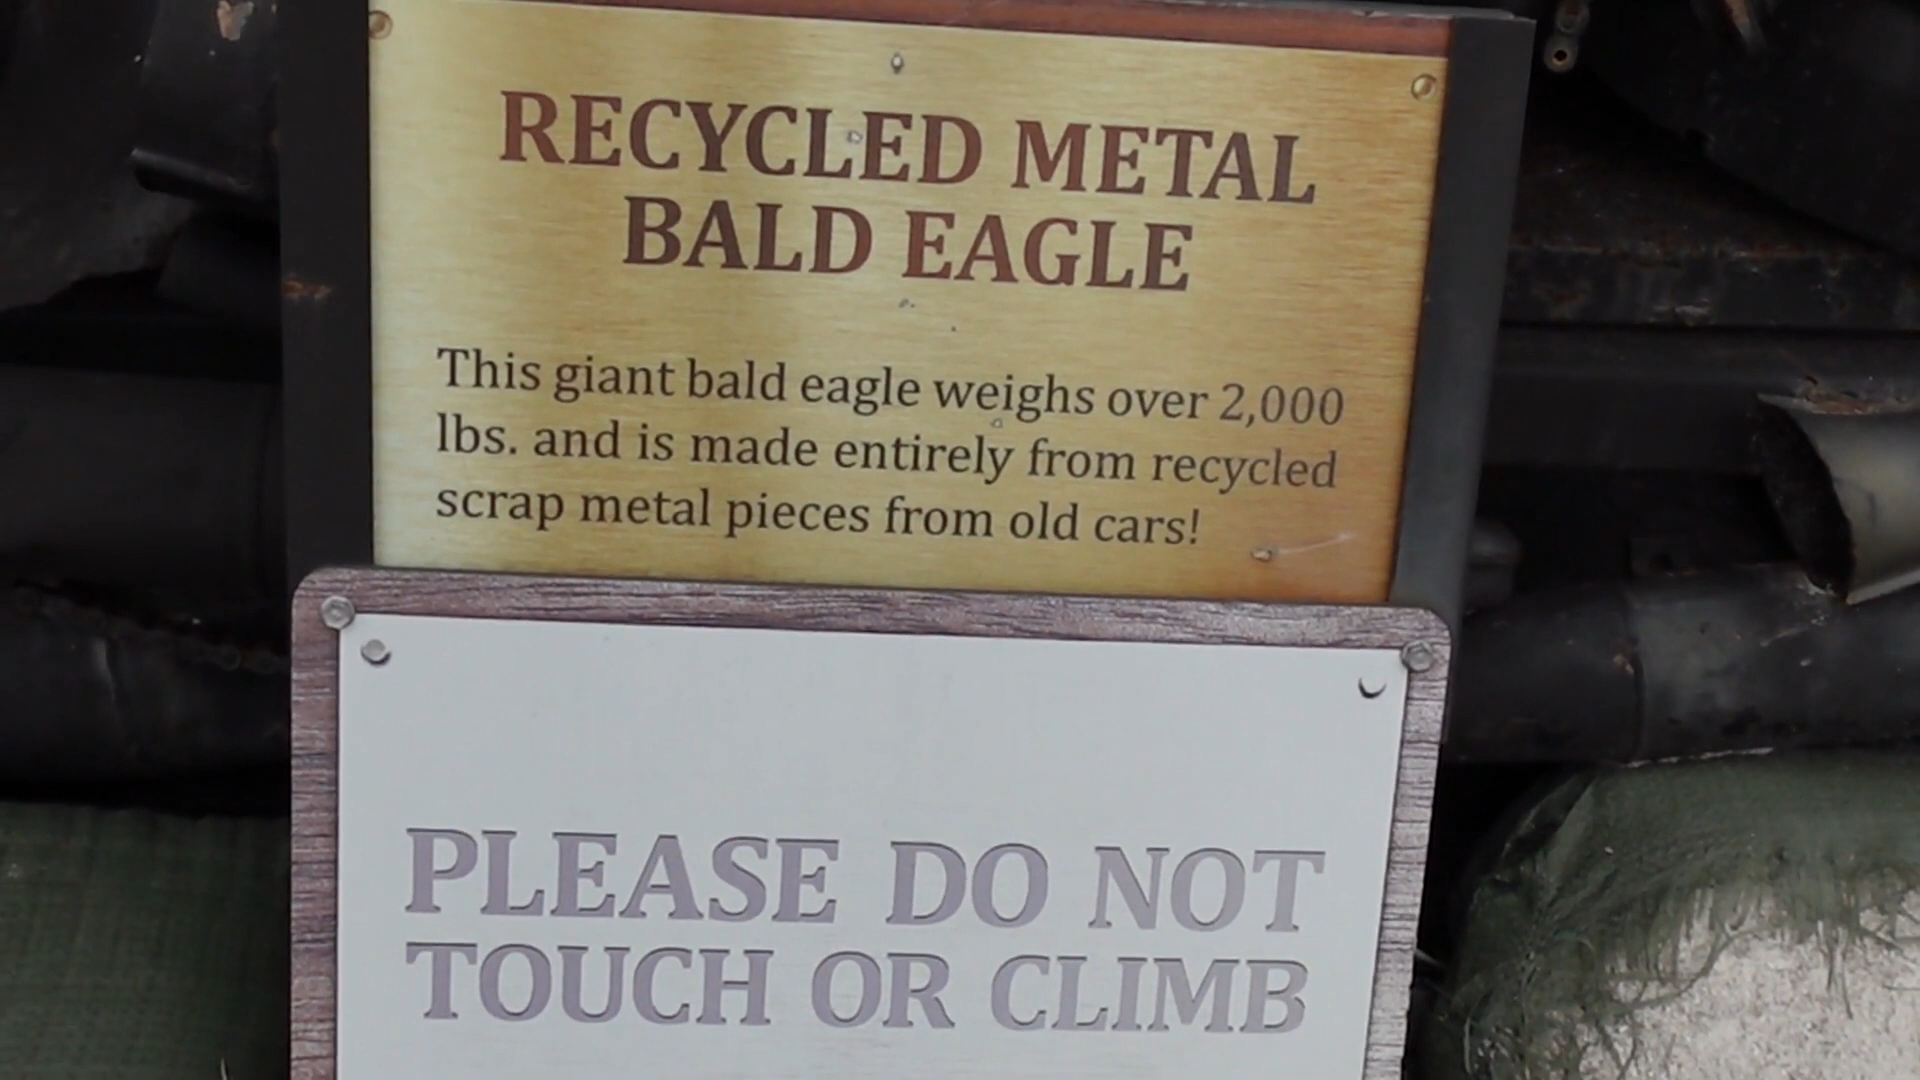 RECYCLED METAL
BALD EAGLE
This giant bald eagle weighs over 2,000
lbs. and is made entirely from recycled
scrap metal pieces from old cars!
PLEASE DO NOT
TOUCH OR CLIMB